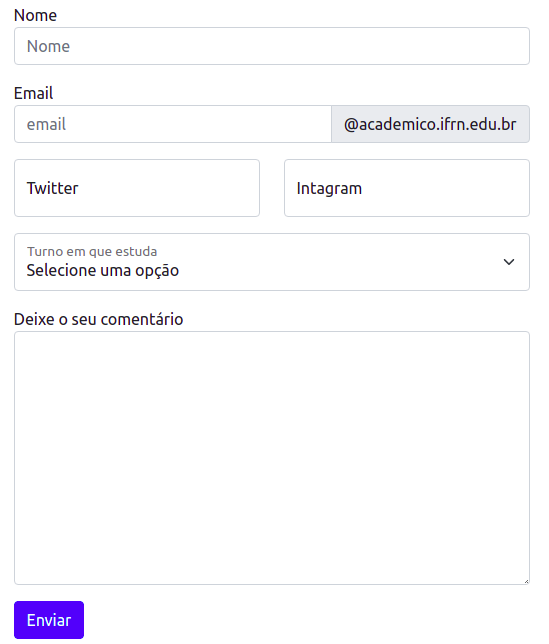 Nome
Nome
Email
email @academico.ifrn.edu.br
Twitter Intagram
Turno em que estuda
Selecione uma opção
Deixe o seu comentário
Enviar